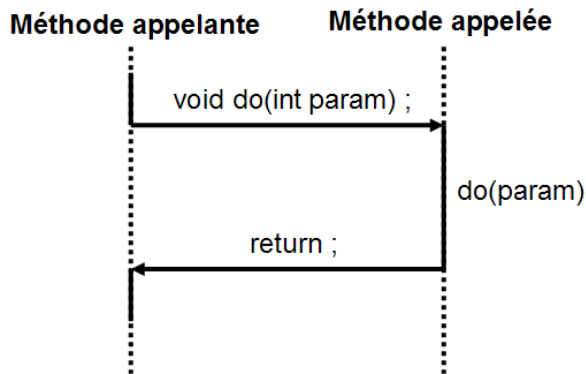 Méthode appelante
Méthode appelée
void do(int param) ;
do(param)
return ;